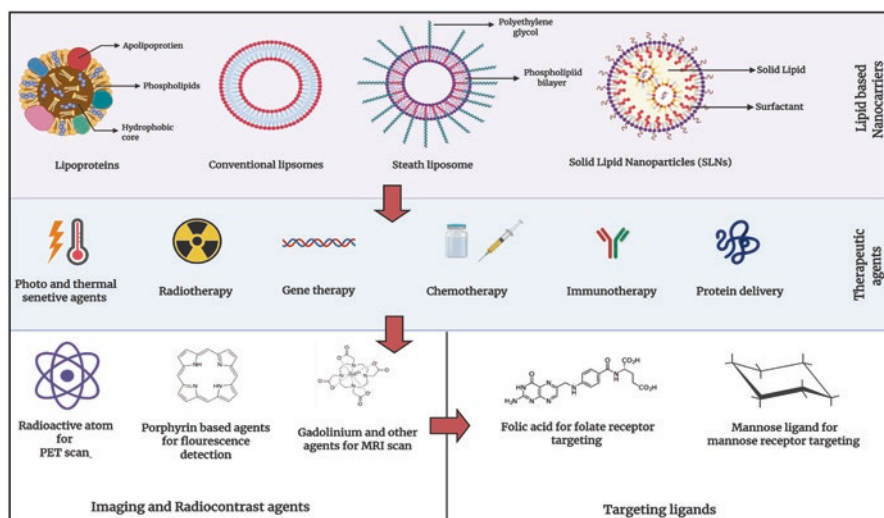 Apolipoprotien
Phospholipids
Hydrophobic
core
Lipoproteins
Conventional lipsomes
Polyethylene
glycol
Phospholipiid
bilayer
Steath liposome
Solid Lipid
Surfactant
Solid Lipid Nanoparticles (SLNs)
Lipid based
Nanocarriers
Photo and thermal
senetive agents
Radiotherapy
Gene therapy
Chemotherapy
Immunotherapy
Protein delivery
Therapeutic
agents
Radioactive atom
for
PET scan.
Porphyrin based agents
for flourescence
detection
Gadolinium and other
agents for MRI scan
Imaging and Radiocontrast agents
Folic acid for folate receptor
targeting
Mannose ligand for
mannose receptor targeting
Targeting ligands